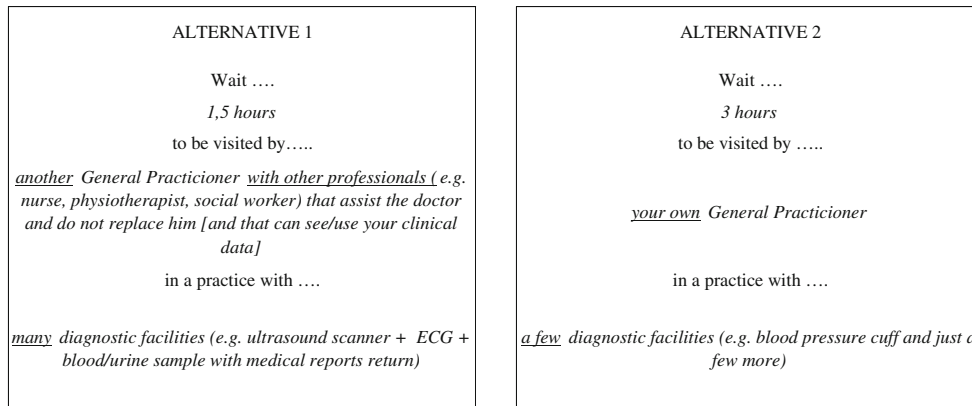 ALTERNATIVE 1
Wait ….
1,5 hours
to be visited by…..
another General Practicioner with other professionals ( e.g.
nurse, physiotherapist, social worker) that assist the doctor
and do not replace him [and that can see/use your clinical
data]
in a practice with ….
many diagnostic facilities (e.g. ultrasound scanner + ECG +
blood/urine sample with medical reports return)
ALTERNATIVE 2
Wait ….
3 hours
to be visited by …..
your own General Practicioner
in a practice with ….
a few diagnostic facilities (e.g. blood pressure cuff and just a
few more)